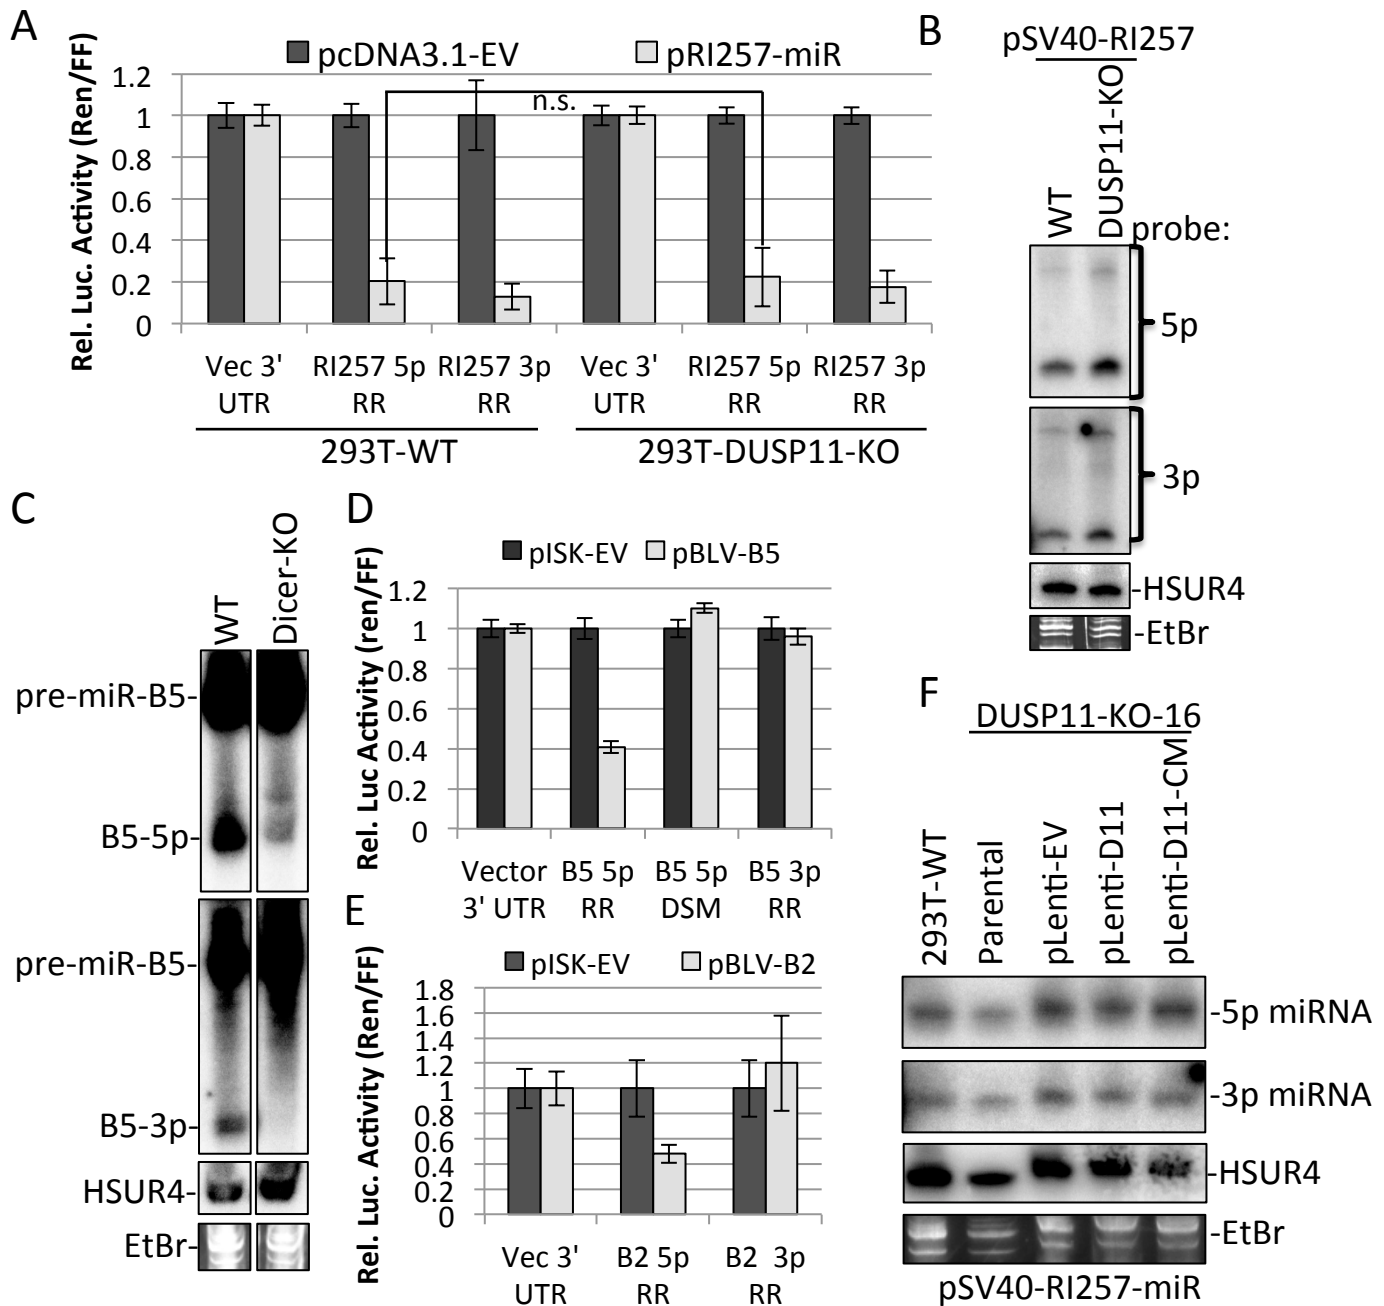 A
pcDNA3.1-EV
pRI257-miR
Rel. Luc. Activity (Ren/FF)
1.2
1
0.8
0.6
0.4
0.2
0
n.s.
Vec 3' UTR
RI257 5p RR
RI257 3p RR
Vec 3' UTR
RI257 5p RR
RI257 3p RR
293T-WT
293T-DUSP11-KO
B
pSV40-RI257
WT
DUSP11-KO
probe:
5p
3p
-HSUR4
-EtBr
C
WT
Dicer-KO
pre-miR-B5-
B5-5p-
pre-miR-B5-
B5-3p-
HSUR4-
EtBr-
D
pISK-EV
pBLV-B5
Rel. Luc Activity (ren/FF)
1.2
1
0.8
0.6
0.4
0.2
0
Vector 3' UTR
B5 5p RR
B5 5p DSM
B5 3p RR
E
pISK-EV
pBLV-B2
Rel. Luc. Activity (Ren/FF)
1.8
1.6
1.4
1.2
1
0.8
0.6
0.4
0.2
0
Vec 3' UTR
B2 5p RR
B2 3p RR
F
DUSP11-KO-16
293T-WT
Parental
pLenti-EV
pLenti-D11
pLenti-D11-CM
-5p miRNA
-3p miRNA
-HSUR4
-EtBr
pSV40-RI257-miR